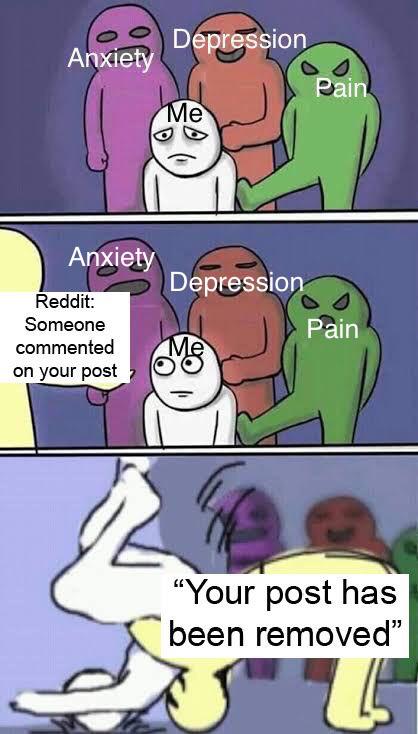 Anxiety
Depression
Pain
Me
Anxiety
Depression
Reddit:
Someone
commented
on your post
Pain
Me
“Your post has
been removed”